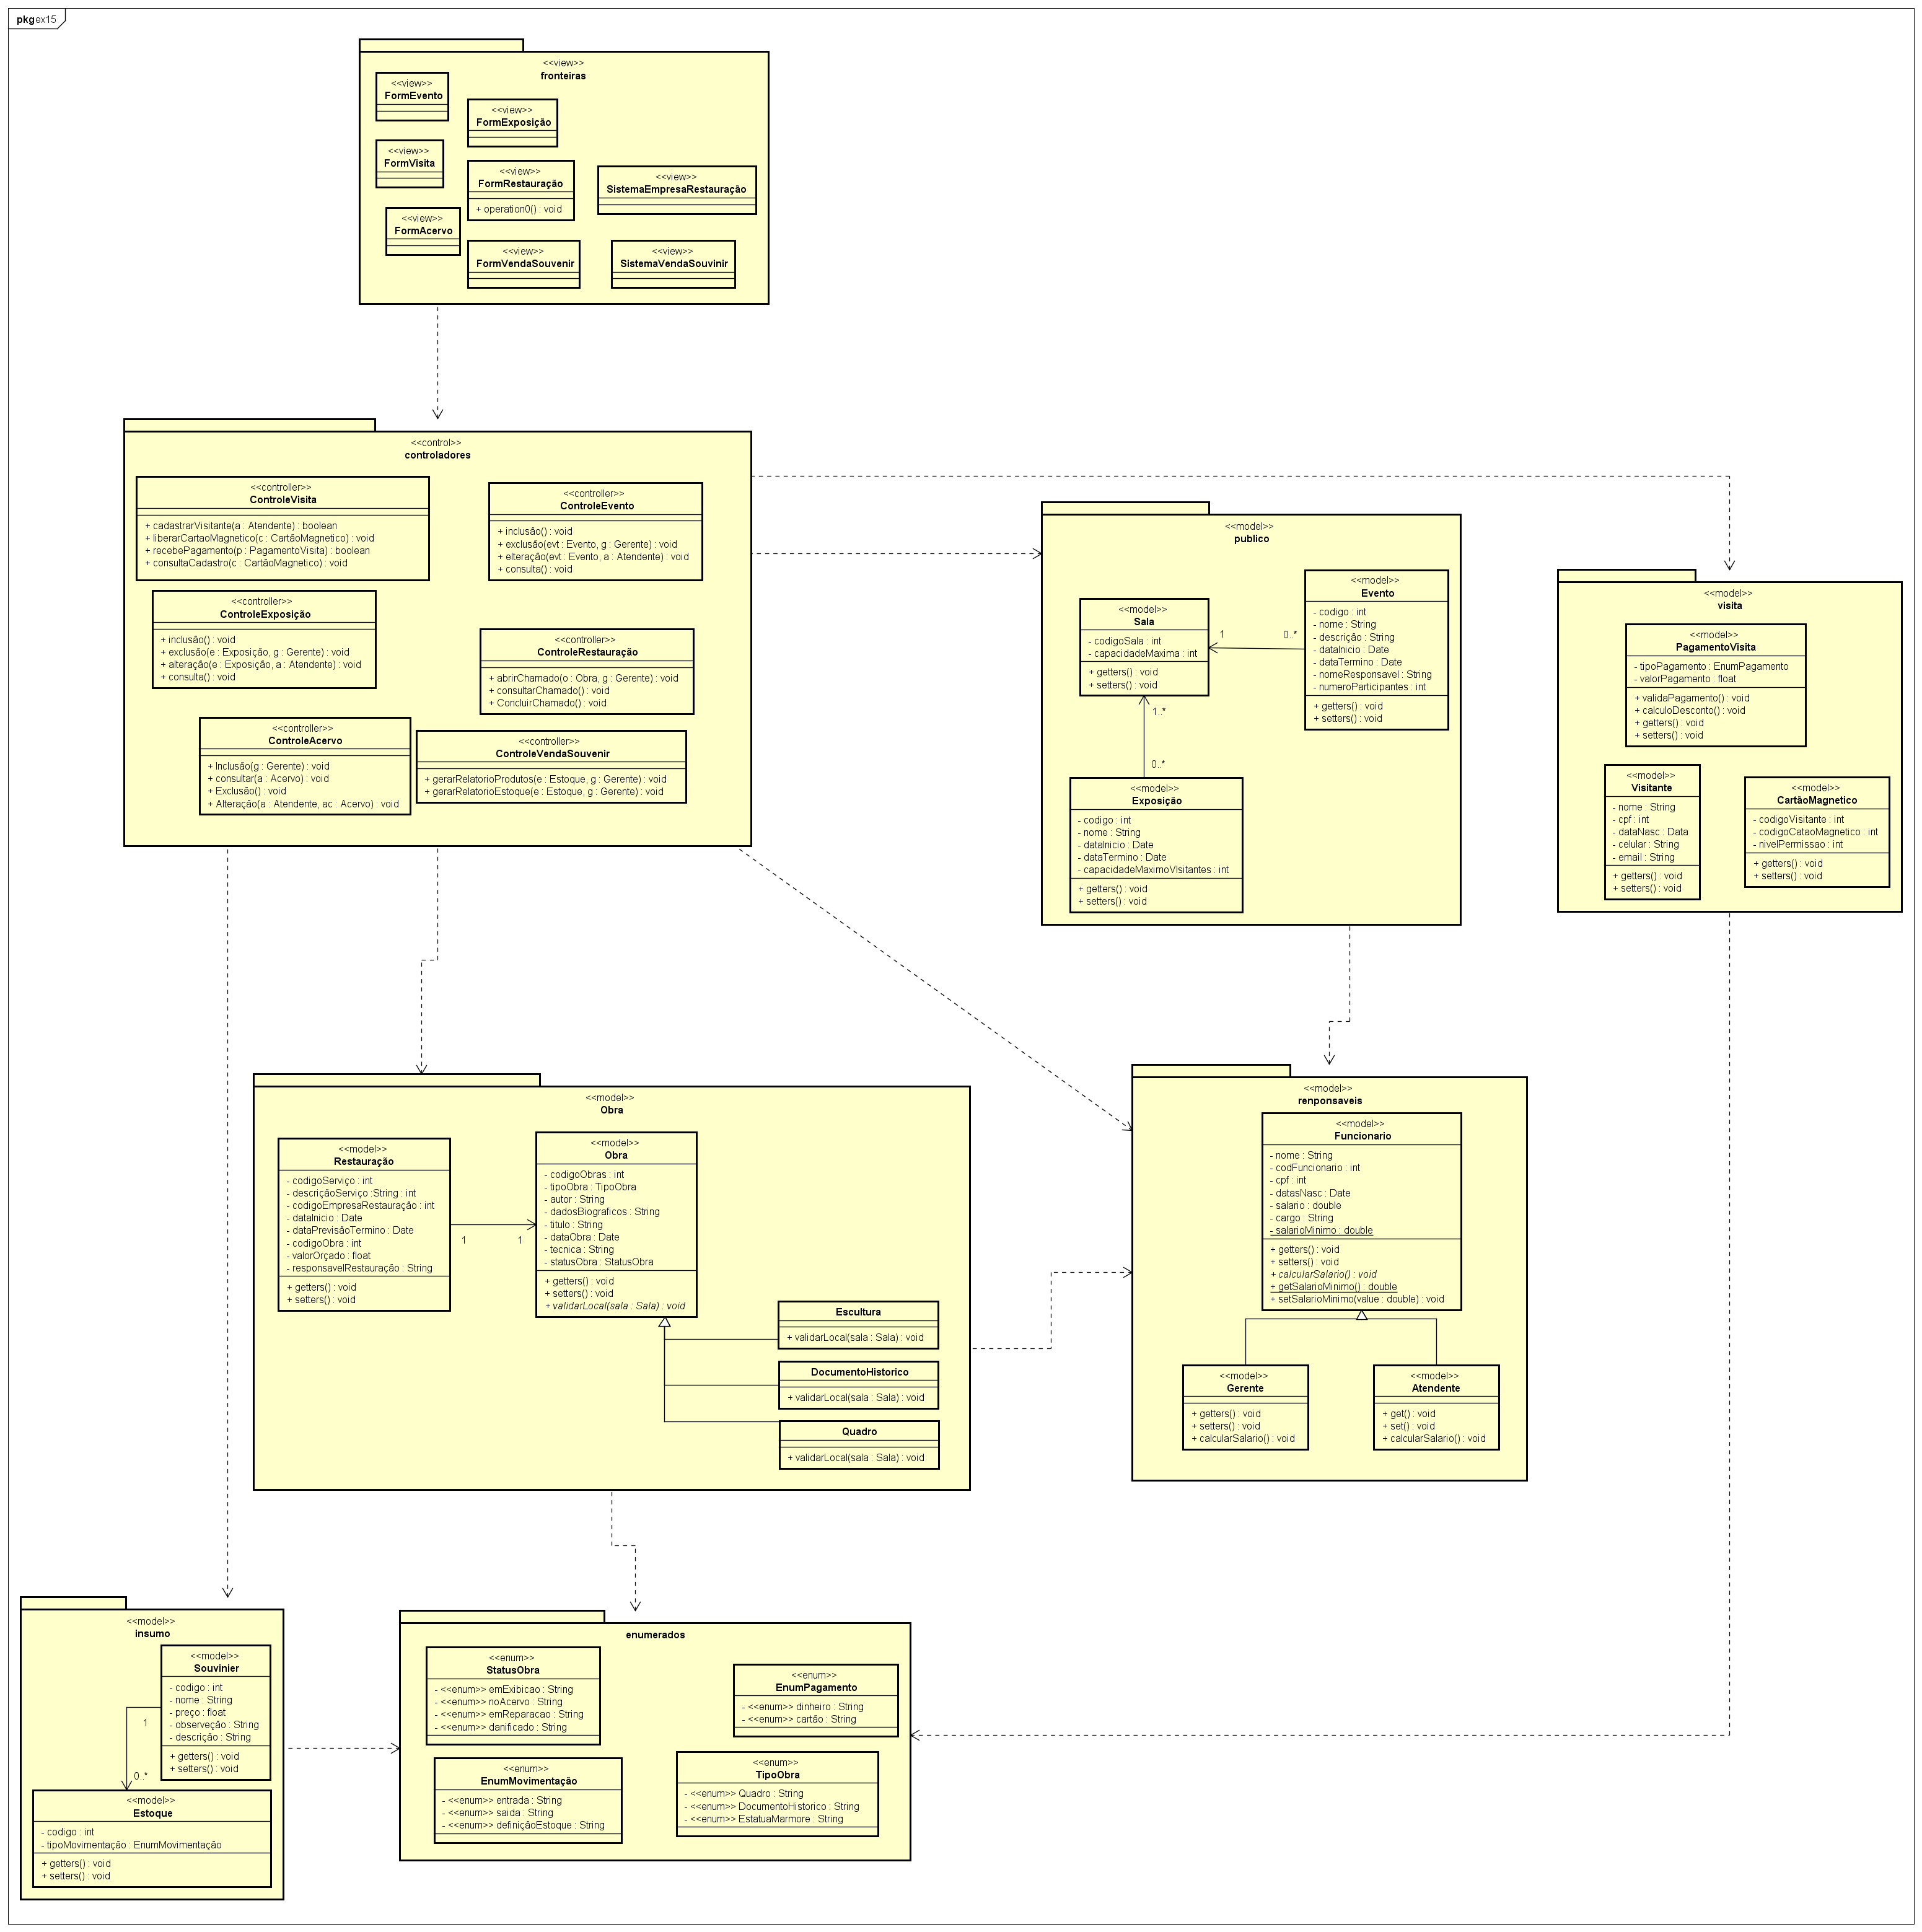 pkg ex15
<<view>>
fronteiras
<<view>>
FormEvento
<<view>>
FormExposição
<<view>>
FormVisita
<<view>>
FormRestauração
+ operation0() : void
<<view>>
SistemaEmpresaRestauração
<<view>>
FormAcervo
<<view>>
FormVendaSouvenir
<<view>>
SistemaVendaSouvinir
<<control>>
controladores
<<controller>>
ControleVisita
+ cadastrarVisitante(a : Atendente) : boolean
+ liberarCartaoMagnetico(c : CartãoMagnetico) : void
+ recebePagamento(p : PagamentoVisita) : boolean
+ consultaCadastro(c : CartãoMagnetico) : void
<<controller>>
ControleEvento
+ inclusão() : void
+ exclusão(evt : Evento, g : Gerente) : void
+ elteração(evt : Evento, a : Atendente) : void
+ consulta() : void
<<controller>>
ControleExposição
+ inclusão() : void
+ exclusão(e : Exposição, g : Gerente) : void
+ alteração(e : Exposição, a : Atendente) : void
+ consulta() : void
<<controller>>
ControleRestauração
+ abrirChamado(o : Obra, g : Gerente) : void
+ consultarChamado() : void
+ ConcluirChamado() : void
<<controller>>
ControleAcervo
+ Inclusão(g : Gerente) : void
+ consultar(a : Acervo) : void
+ Exclusão() : void
+ Alteração(a : Atendente, ac : Acervo) : void
<<controller>>
ControleVendaSouvenir
+ gerarRelatorioProdutos(e : Estoque, g : Gerente) : void
+ gerarRelatorioEstoque(e : Estoque, g : Gerente) : void
<<model>>
publico
<<model>>
Sala
- codigoSala : int
- capacidadeMaxima : int
+ getters() : void
+ setters() : void
1
0..*
<<model>>
Evento
- codigo : int
- nome : String
- descrição : String
- dataInicio : Date
- dataTermino : Date
- nomeResponsavel : String
- numeroParticipantes : int
+ getters() : void
+ setters() : void
1..*
0..*
<<model>>
Exposição
- codigo : int
- nome : String
- dataInicio : Date
- dataTermino : Date
- capacidadeMaximoVIsitantes : int
+ getters() : void
+ setters() : void
<<model>>
visita
<<model>>
PagamentoVisita
- tipoPagamento : EnumPagamento
- valorPagamento : float
+ validaPagamento() : void
+ calculoDesconto() : void
+ getters() : void
+ setters() : void
<<model>>
Visitante
- nome : String
- cpf : int
- dataNasc : Data
- celular : String
- email : String
+ getters() : void
+ setters() : void
<<model>>
CartãoMagnetico
- codigoVisitante : int
- codigoCataoMagnetico : int
- nivelPermissao : int
+ getters() : void
+ setters() : void
<<model>>
Obra
<<model>>
Restauração
- codigoServiço : int
- descriçãoServiço :String : int
- codigoEmpresaRestauração : int
- dataInicio : Date
- dataPrevisãoTermino : Date
- codigoObra : int
- valorOrçado : float
- responsavelRestauração : String
+ getters() : void
+ setters() : void
1
1
<<model>>
Obra
- codigoObras : int
- tipoObra : TipoObra
- autor : String
- dadosBiograficos : String
- titulo : String
- dataObra : Date
- tecnica : String
- statusObra : StatusObra
+ getters() : void
+ setters() : void
+ validarLocal(sala : Sala) : void
Escultura
+ validarLocal(sala : Sala) : void
DocumentoHistorico
+ validarLocal(sala : Sala) : void
Quadro
+ validarLocal(sala : Sala) : void
<<model>>
renponsaveis
<<model>>
Funcionario
- nome : String
- codFuncionario : int
- cpf : int
- datasNasc : Date
- salario : double
- cargo : String
- salarioMinimo : double
+ getters() : void
+ setters() : void
+ calcularSalario() : void
+ getSalarioMinimo() : double
+ setSalarioMinimo(value : double) : void
<<model>>
Gerente
+ getters() : void
+ setters() : void
+ calcularSalario() : void
<<model>>
Atendente
+ get() : void
+ set() : void
+ calcularSalario() : void
<<model>>
insumo
<<model>>
Souvinier
- codigo : int
- nome : String
- preço : float
- observeção : String
- descrição : String
+ getters() : void
+ setters() : void
1
0..*
<<model>>
Estoque
- codigo : int
- tipoMovimentação : EnumMovimentação
+ getters() : void
+ setters() : void
enumerados
<<enum>>
StatusObra
- <<enum>> emExibicao : String
- <<enum>> noAcervo : String
- <<enum>> emReparacao : String
- <<enum>> danificado : String
<<enum>>
EnumPagamento
- <<enum>> dinheiro : String
- <<enum>> cartão : String
<<enum>>
EnumMovimentação
- <<enum>> entrada : String
- <<enum>> saida : String
- <<enum>> definiçãoEstoque : String
<<enum>>
TipoObra
- <<enum>> Quadro : String
- <<enum>> DocumentoHistorico : String
- <<enum>> EstatuaMarmore : String